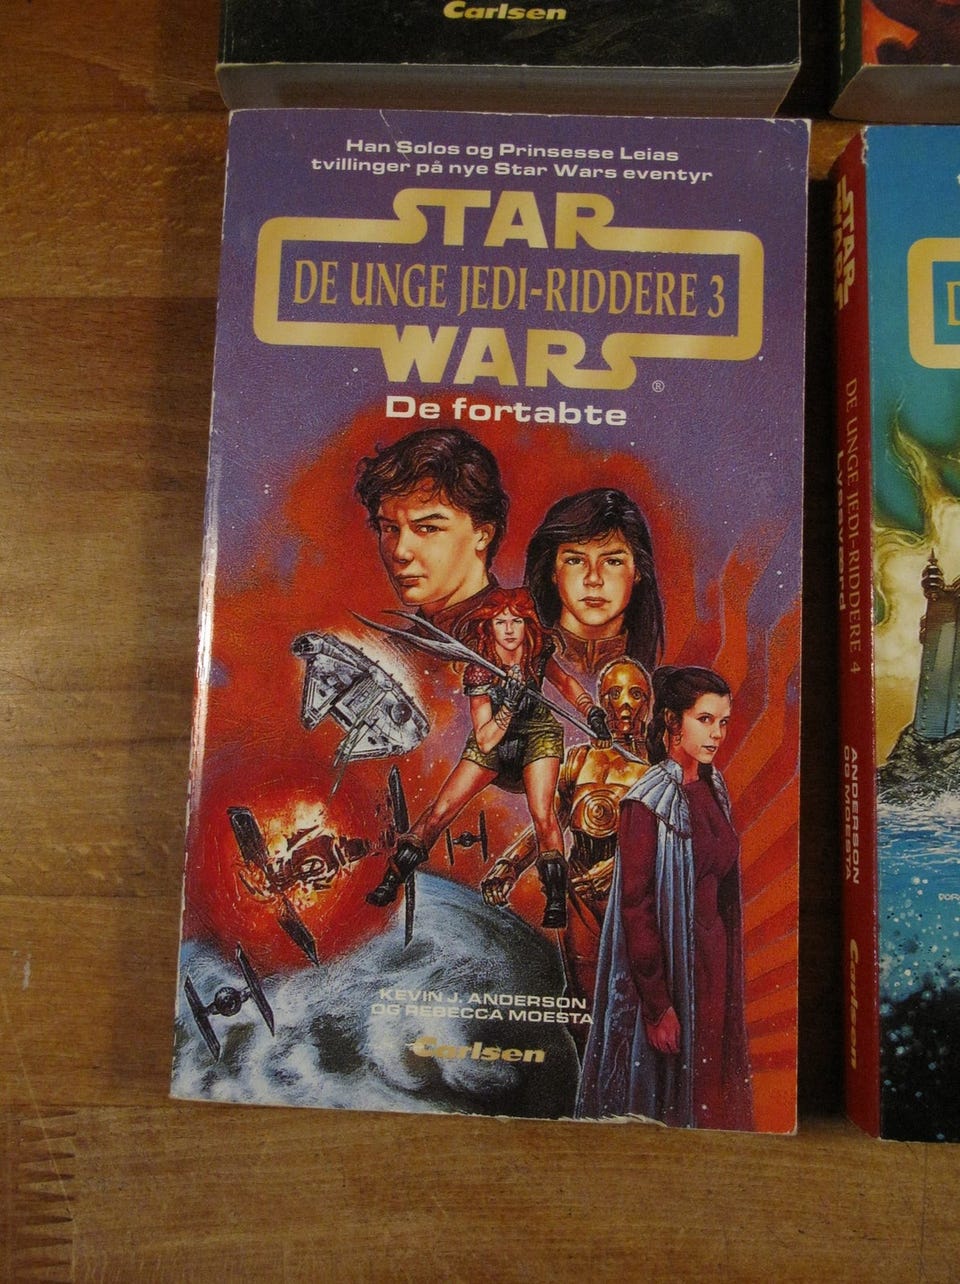 Carlsen
Han Solos og Prinsesse Leias
tvillinger på nye Star Wars eventyr
STAR
DE UNGE JEDI-RIDDERE 3
WARS®
De fortabte
KEVIN J. ANDERSON
OG REBECCA MOESTA
Carlsen
STAR
WARS
DE UNGE JEDI-RIDDERE 4
Lyssværd
ANDERSON
OG MOESTA
Carlsen